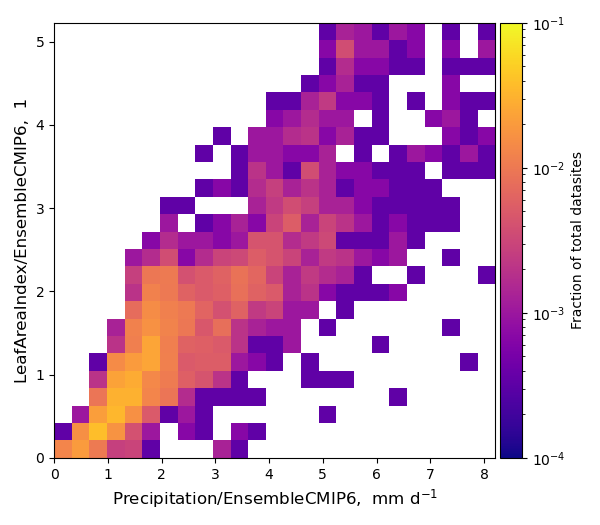 5
4
3
2
1
0
0 1 2 3 4 5 6 7 8
LeafAreaIndex/EnsembleCMIP6, 1
Precipitation/EnsembleCMIP6, mm d⁻¹
10⁻¹
10⁻²
10⁻³
10⁻⁴
Fraction of total datasites